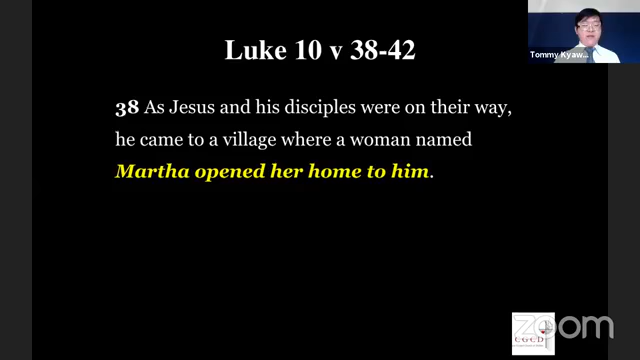 Luke 10 v 38-42
Tommy Kyaw...
38 As Jesus and his disciples were on their way,
he came to a village where a woman named
Martha opened her home to him.
zoom
CGCD